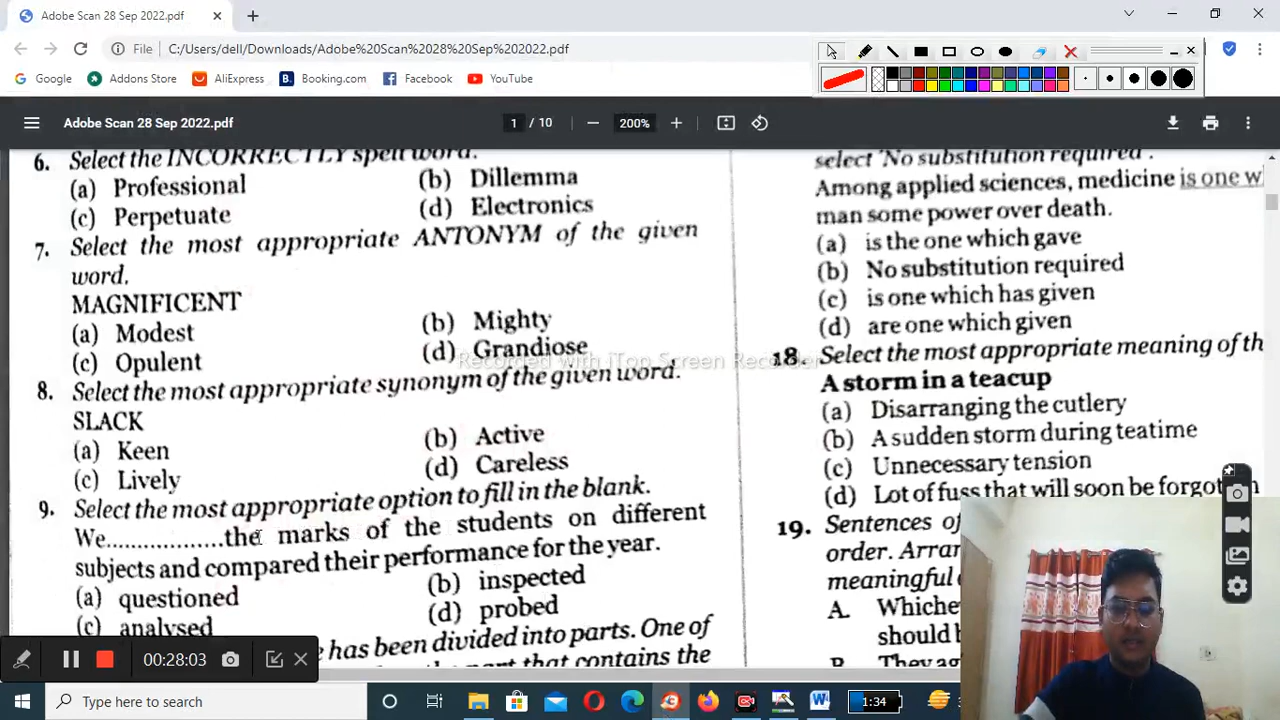 Adobe Scan 28 Sep 2022.pdf
File
C:/Users/dell/Downloads/Adobe%20Scan%2028%20Sep%202022.pdf
Google
Addons Store
AliExpress
Booking.com
Facebook
YouTube
Adobe Scan 28 Sep 2022.pdf
1 / 10
200%
6. Select the INCORRECTLY spelt word.
(a) Professional
(b) Dillemma
(c) Perpetuate
(d) Electronics
7. Select the most appropriate ANTONYM of the given
word.
MAGNIFICENT
(a) Modest
(b) Mighty
(c) Opulent
(d) Grandiose
8. Select the most appropriate synonym of the given word.
SLACK
(a) Keen
(b) Active
(c) Lively
(d) Careless
9. Select the most appropriate option to fill in the blank.
We.................the marks of the students on different
subjects and compared their performance for the year.
(a) questioned
(b) inspected
(c) analysed
(d) probed
has been divided into parts. One of
the part that contains the
select 'No substitution required'.
Among applied sciences, medicine is one w
man some power over death.
(a) is the one which gave
(b) No substitution required
(c) is one which has given
(d) are one which given
18. Select the most appropriate meaning of th
A storm in a teacup
(a) Disarranging the cutlery
(b) A sudden storm during teatime
(c) Unnecessary tension
(d) Lot of fuss that will soon be forgot
19. Sentences of
order. Arran
meaningful
A. Whiche
should b
B. They ag
Recorded with iTop Screen Recorder
00:28:03
Type here to search
1:34